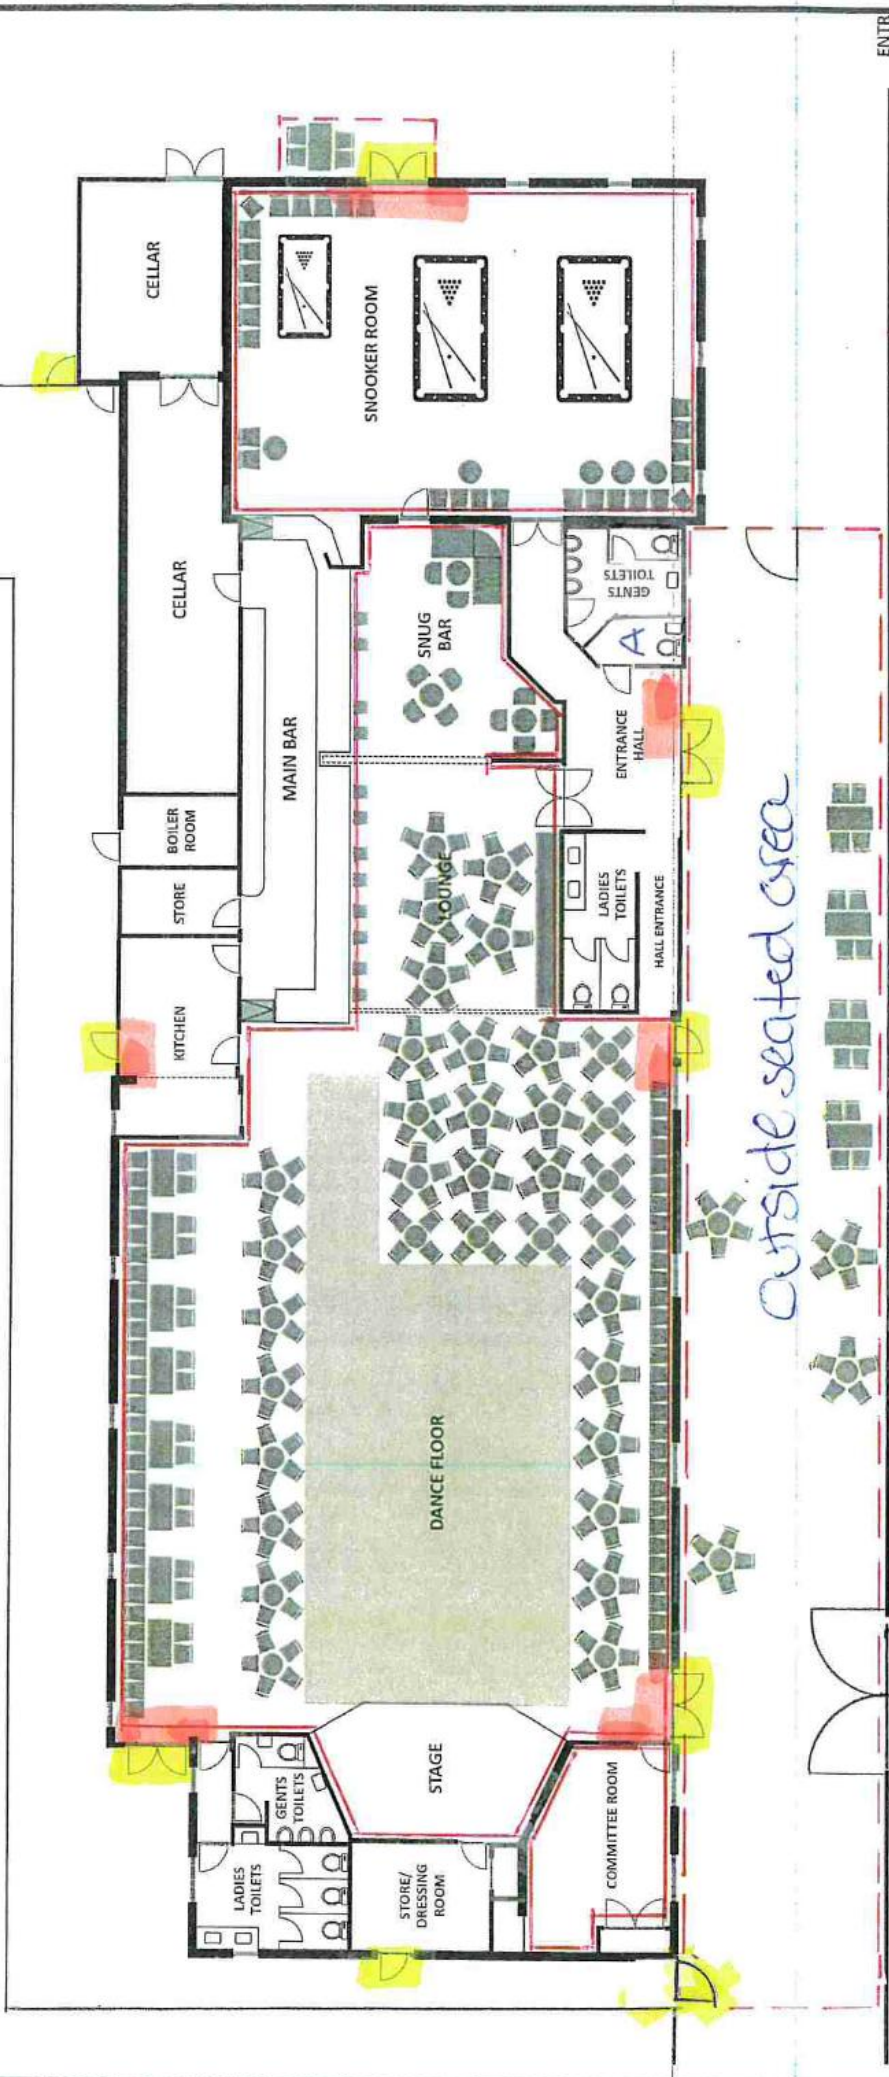 ENTR
CELLAR
SNOOKER ROOM
CELLAR
GENTS
TOILETS
A
SNUG
BAR
MAIN BAR
ENTRANCE
HALL
BOILER
ROOM
STORE
LOUNGE
LADIES
TOILETS
HALL ENTRANCE
KITCHEN
Outside seated area
DANCE FLOOR
STAGE
GENTS
TOILETS
COMMITTEE ROOM
LADIES
TOILETS
STORE/
DRESSING
ROOM